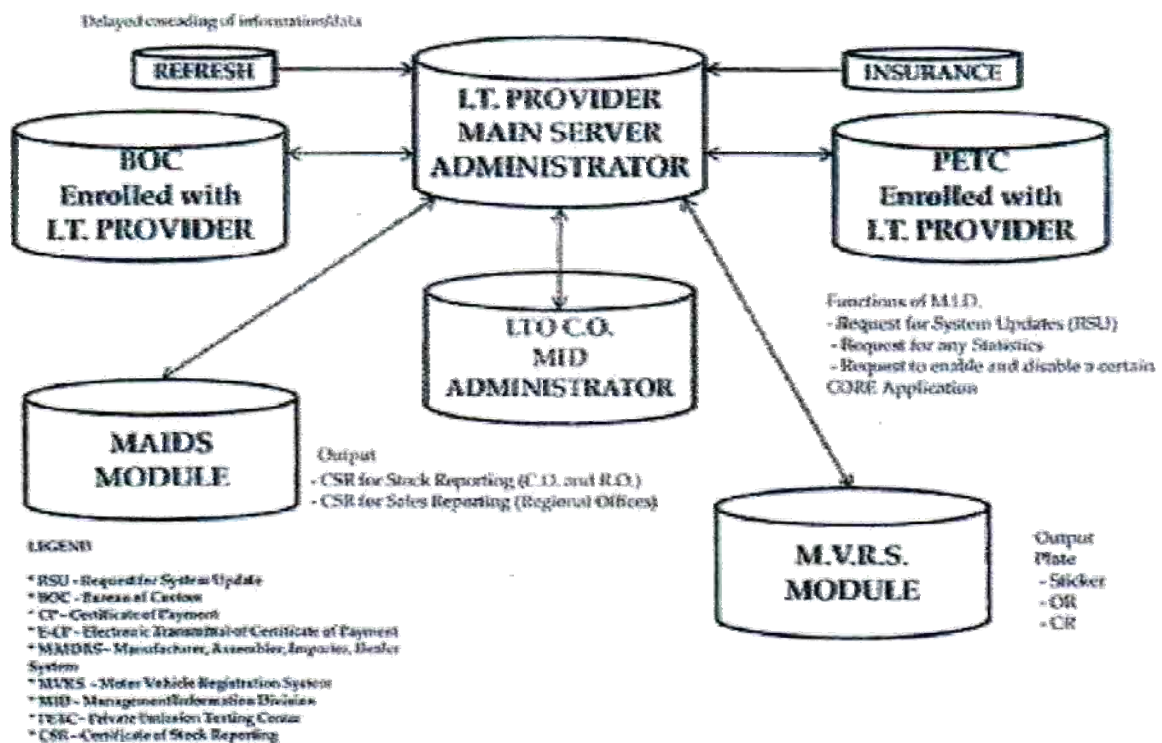 Delayed cascading of information/data
REFRESH
INSURANCE
I.T. PROVIDER
MAIN SERVER
ADMINISTRATOR
BOC
Enrolled with
I.T. PROVIDER
PETC
Enrolled with
I.T. PROVIDER
LTO C.O.
MID
ADMINISTRATOR
Functions of M.I.D.
- Request for System Updates (RSU)
- Request for any Statistics
- Request to enable and disable a certain
CORE Application
MAIDS
MODULE
Output
- CSR for Stock Reporting (C.O. and R.O.)
- CSR for Sales Reporting (Regional Offices)
M.V.R.S.
MODULE
Output
Plate
- Sticker
- OR
- CR
LEGEND
* RSU - Request for System Update
* BOC - Bureau of Custom
* CP - Certificate of Payment
* E-CP - Electronic Transmittal of Certificate of Payment
- Manufacturer, Assembler, Dealer
System
* MVRS - Motor Vehicle Registration System
* MID - Management Information Division
* PETC - Private Emission Testing Center
* CSR - Certificate of Stock Reporting